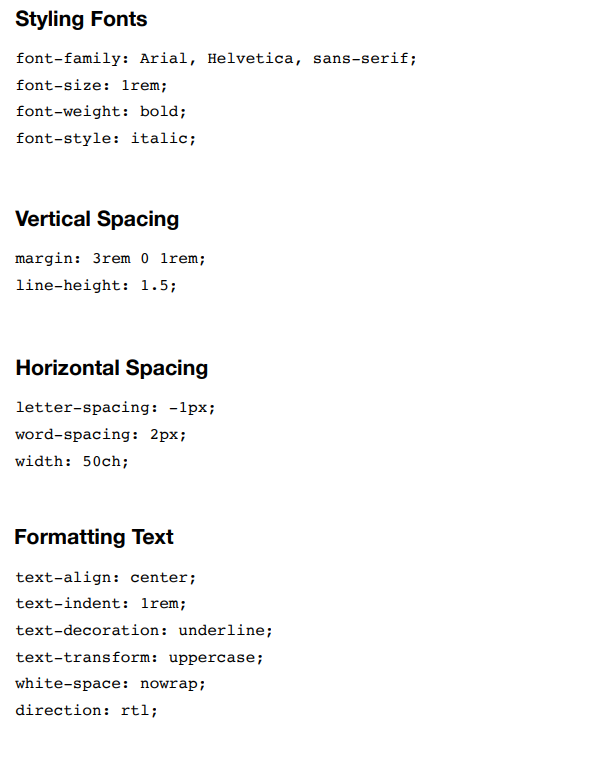 Styling Fonts
font-family: Arial, Helvetica, sans-serif;
font-size: 1rem;
font-weight: bold;
font-style: italic;
Vertical Spacing
margin: 3rem 0 1rem;
line-height: 1.5;
Horizontal Spacing
letter-spacing: -1px;
word-spacing: 2px;
width: 50ch;
Formatting Text
text-align: center;
text-indent: 1rem;
text-decoration: underline;
text-transform: uppercase;
white-space: nowrap;
direction: rtl;